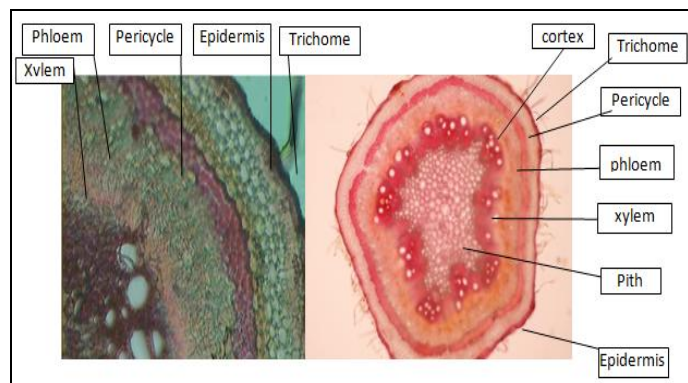 Phloem
Pericycle
Epidermis
Trichome
Xvlem
cortex
Trichome
Pericycle
phloem
xylem
Pith
Epidermis